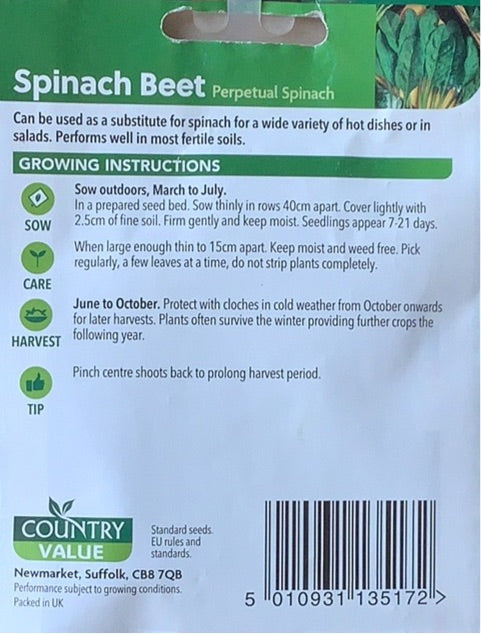 Spinach Beet Perpetual Spinach
Can be used as a substitute for spinach for a wide variety of hot dishes or in
salads. Performs well in most fertile soils.
GROWING INSTRUCTIONS
Sow outdoors, March to July.
In a prepared seed bed. Sow thinly in rows 40cm apart. Cover lightly with
2.5cm of fine soil. Firm gently and keep moist. Seedlings appear 7-21 days.
SOW
When large enough thin to 15cm apart. Keep moist and weed free. Pick
regularly, a few leaves at a time, do not strip plants completely.
CARE
June to October. Protect with cloches in cold weather from October onwards
for later harvests. Plants often survive the winter providing further crops the
following year.
HARVEST
Pinch centre shoots back to prolong harvest period.
TIP
COUNTRY
VALUE
Standard seeds.
EU rules and
standards.
Newmarket, Suffolk, CB8 7QB
Performance subject to growing conditions.
Packed in UK
5 010931 135172 >